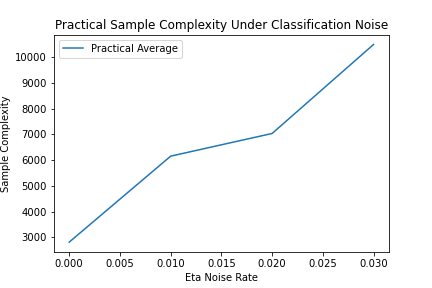 Practical Sample Complexity Under Classification Noise
Practical Average
Sample Complexity
10000
9000
8000
7000
6000
5000
4000
3000
0.000 0.005 0.010 0.015 0.020 0.025 0.030
Eta Noise Rate